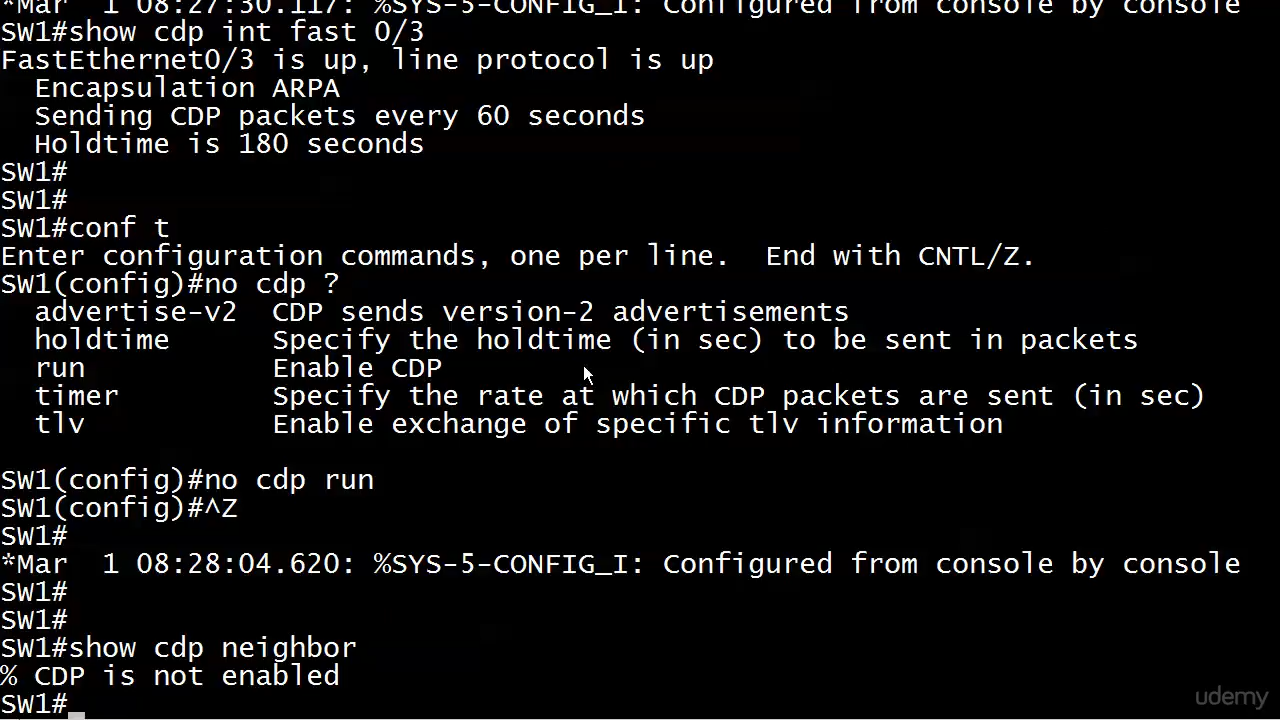 *Mar  1 08:27:30.117: %SYS-5-CONFIG_I: Configured from console by console
SW1#show cdp int fast 0/3
FastEthernet0/3 is up, line protocol is up
  Encapsulation ARPA
  Sending CDP packets every 60 seconds
  Holdtime is 180 seconds
SW1#
SW1#
SW1#conf t
Enter configuration commands, one per line.  End with CNTL/Z.
SW1(config)#no cdp ?
  advertise-v2  CDP sends version-2 advertisements
  holdtime      Specify the holdtime (in sec) to be sent in packets
  run           Enable CDP
  timer         Specify the rate at which CDP packets are sent (in sec)
  tlv           Enable exchange of specific tlv information
SW1(config)#no cdp run
SW1(config)#^Z
SW1#
*Mar  1 08:28:04.620: %SYS-5-CONFIG_I: Configured from console by console
SW1#
SW1#
SW1#show cdp neighbor
% CDP is not enabled
SW1#
udemy